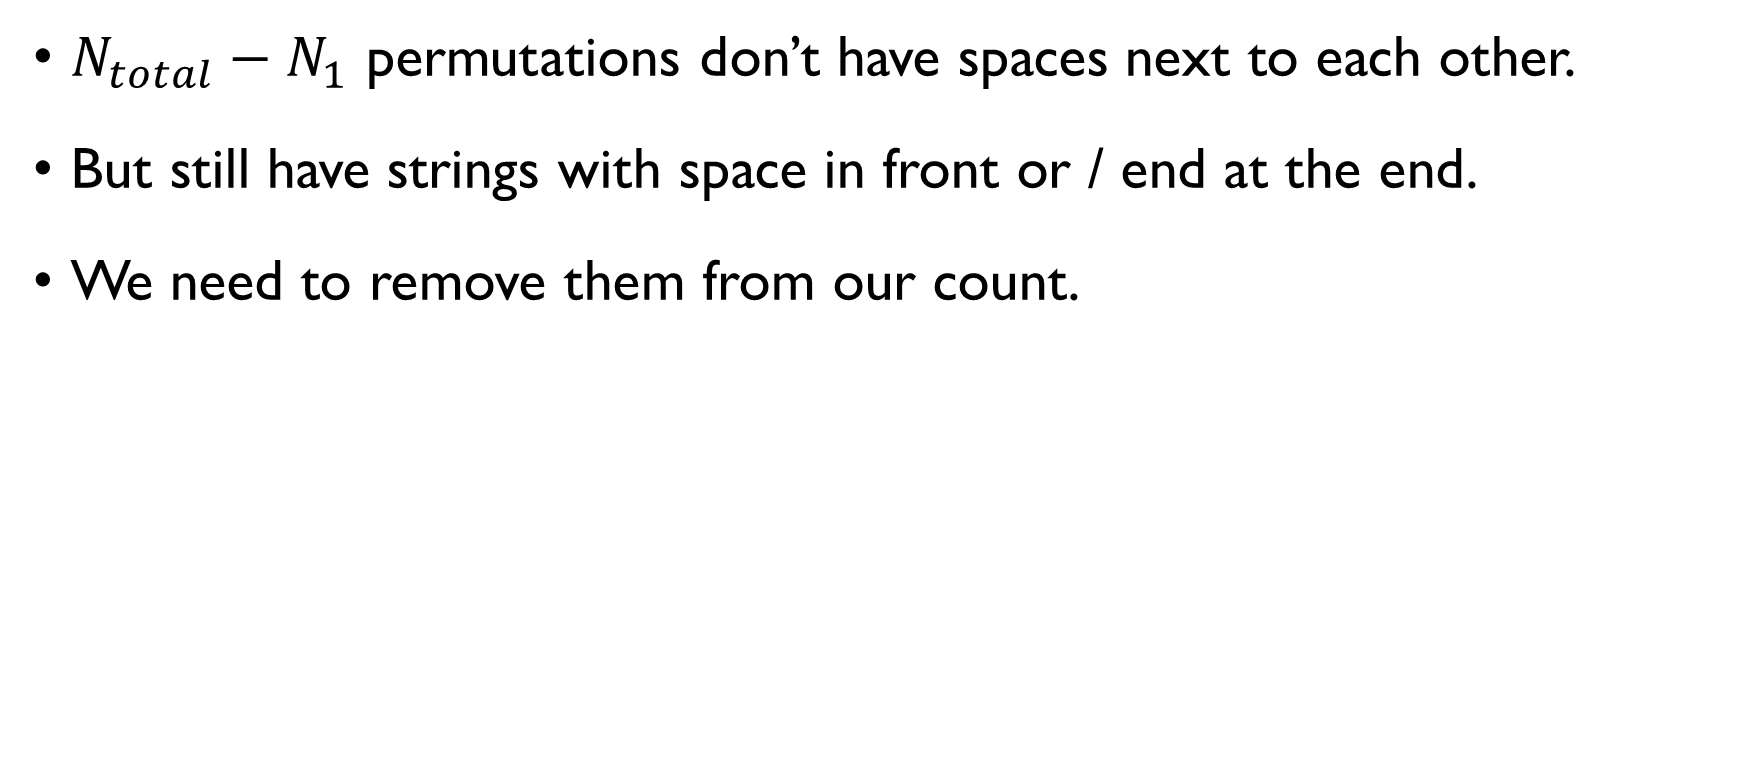 • N_total − N_1 permutations don’t have spaces next to each other.
• But still have strings with space in front or / end at the end.
• We need to remove them from our count.